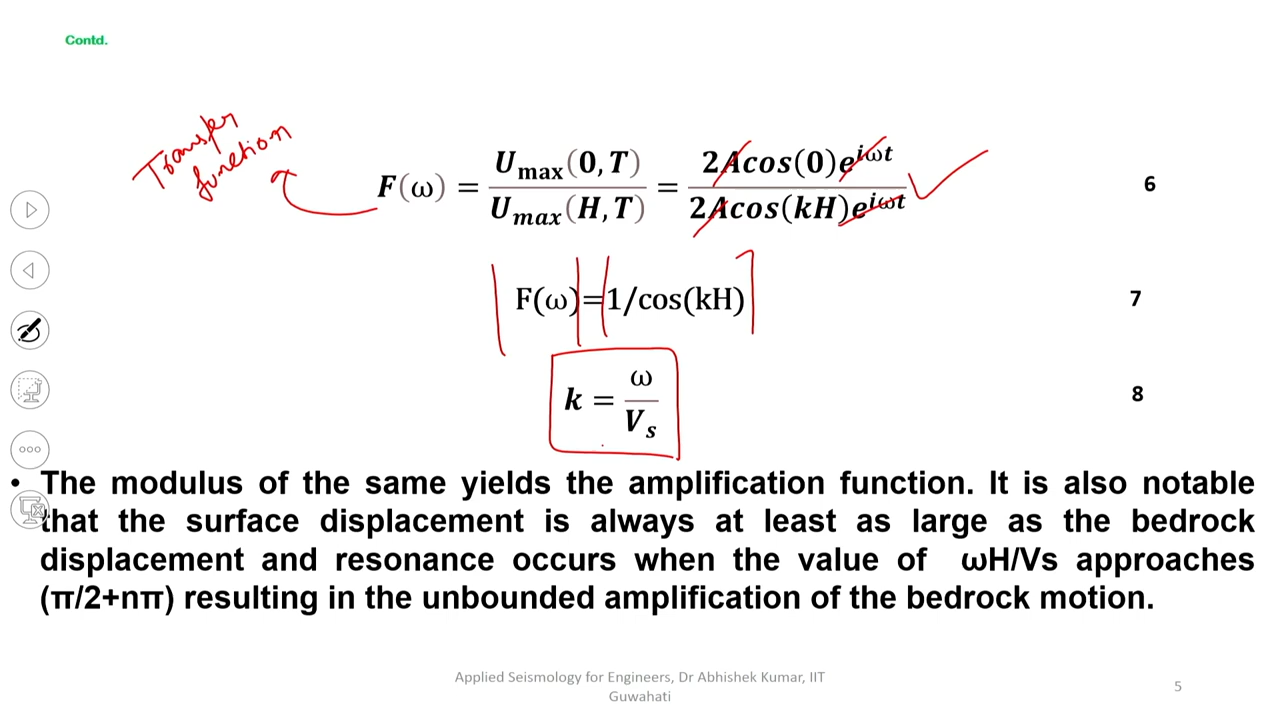 Contd.
Transfer
function
F(ω) = U_max(0, T) / U_max(H, T) = 2Acos(0)e^{iωt} / 2Acos(kH)e^{iωt}
6
|F(ω)|=|1/cos(kH)|
7
k = ω / V_s
8
• The modulus of the same yields the amplification function. It is also notable
that the surface displacement is always at least as large as the bedrock
displacement and resonance occurs when the value of ωH/Vs approaches
(π/2+nπ) resulting in the unbounded amplification of the bedrock motion.
Applied Seismology for Engineers, Dr Abhishek Kumar, IIT
Guwahati
5